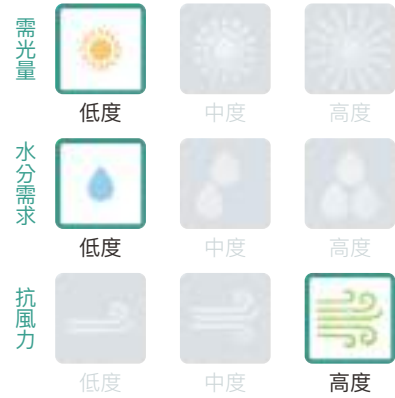 需光量
低度 中度 高度
水分需求
低度 中度 高度
抗風力
低度 中度 高度